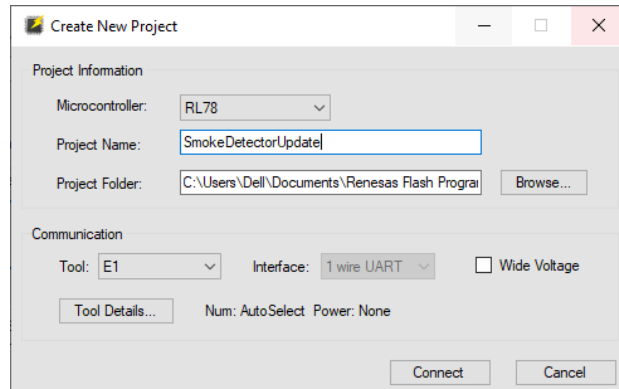 Create New Project
Project Information
Microcontroller: RL78
Project Name: SmokeDetectorUpdate
Project Folder: C:\Users\Dell\Documents\Renesas Flash Prograr Browse...
Communication
Tool: E1 Interface: 1 wire UART Wide Voltage
Tool Details... Num: AutoSelect Power: None
Connect Cancel